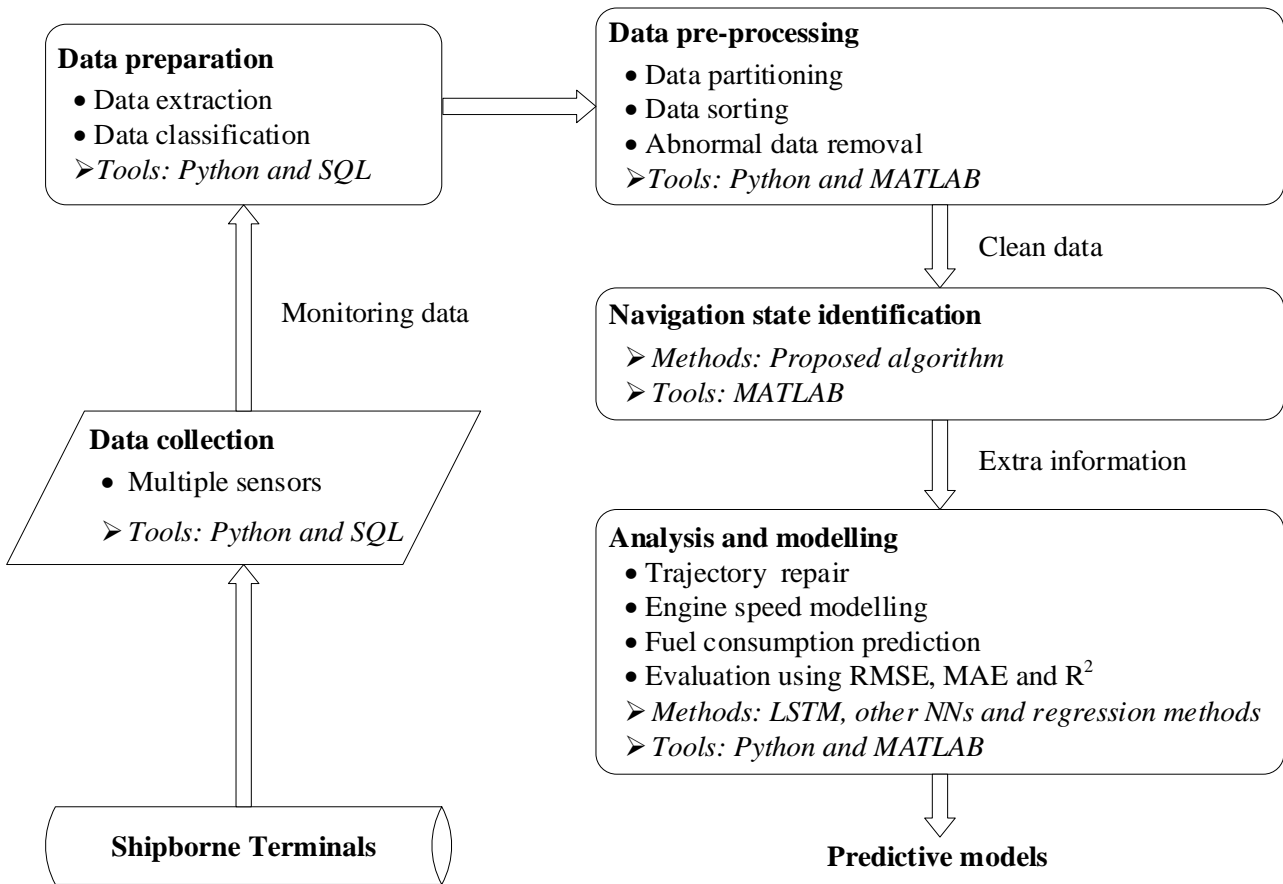 Data preparation
• Data extraction
• Data classification
➢Tools: Python and SQL
Data pre-processing
• Data partitioning
• Data sorting
• Abnormal data removal
➢Tools: Python and MATLAB
Clean data
Navigation state identification
➢ Methods: Proposed algorithm
➢ Tools: MATLAB
Extra information
Analysis and modelling
• Trajectory repair
• Engine speed modelling
• Fuel consumption prediction
• Evaluation using RMSE, MAE and R²
➢ Methods: LSTM, other NNs and regression methods
➢ Tools: Python and MATLAB
Predictive models
Monitoring data
Data collection
• Multiple sensors
➢ Tools: Python and SQL
Shipborne Terminals